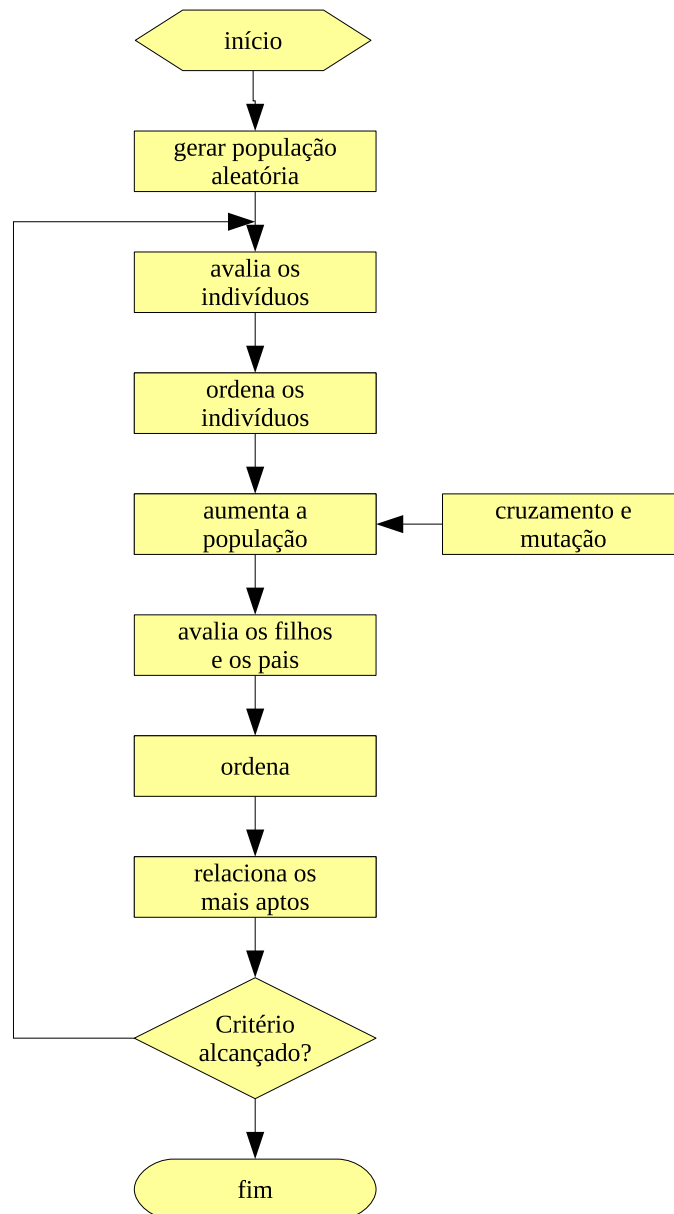 início
gerar população
aleatória
avalia os
indivíduos
ordena os
indivíduos
aumenta a
população
cruzamento e
mutação
avalia os filhos
e os pais
ordena
relaciona os
mais aptos
Critério
alcançado?
fim